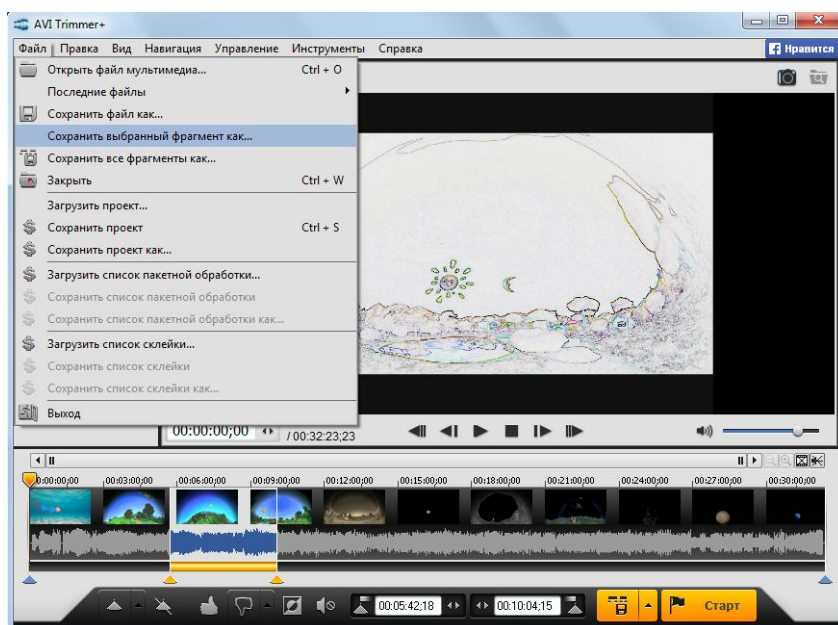 AVI Trimmer+
Файл Правка Вид Навигация Управление Инструменты Справка
Нравится
Открыть файл мультимедиа... Ctrl + O
Последние файлы
Сохранить файл как...
Сохранить выбранный фрагмент как...
Сохранить все фрагменты как...
Закрыть Ctrl + W
Загрузить проект...
Сохранить проект Ctrl + S
Сохранить проект как...
Загрузить список пакетной обработки...
Сохранить список пакетной обработки
Сохранить список пакетной обработки как...
Загрузить список склейки...
Сохранить список склейки
Сохранить список склейки как...
Выход
00:00:00;00 / 00:32:23;23
0:00:00;00 00:03:00;00 00:06:00;00 00:09:00;00 00:12:00;00 00:15:00;00 00:18:00;00 00:21:00;00 00:24:00;00 00:27:00;00 00:30:00;00
00:05:42;18 00:10:04;15 Старт